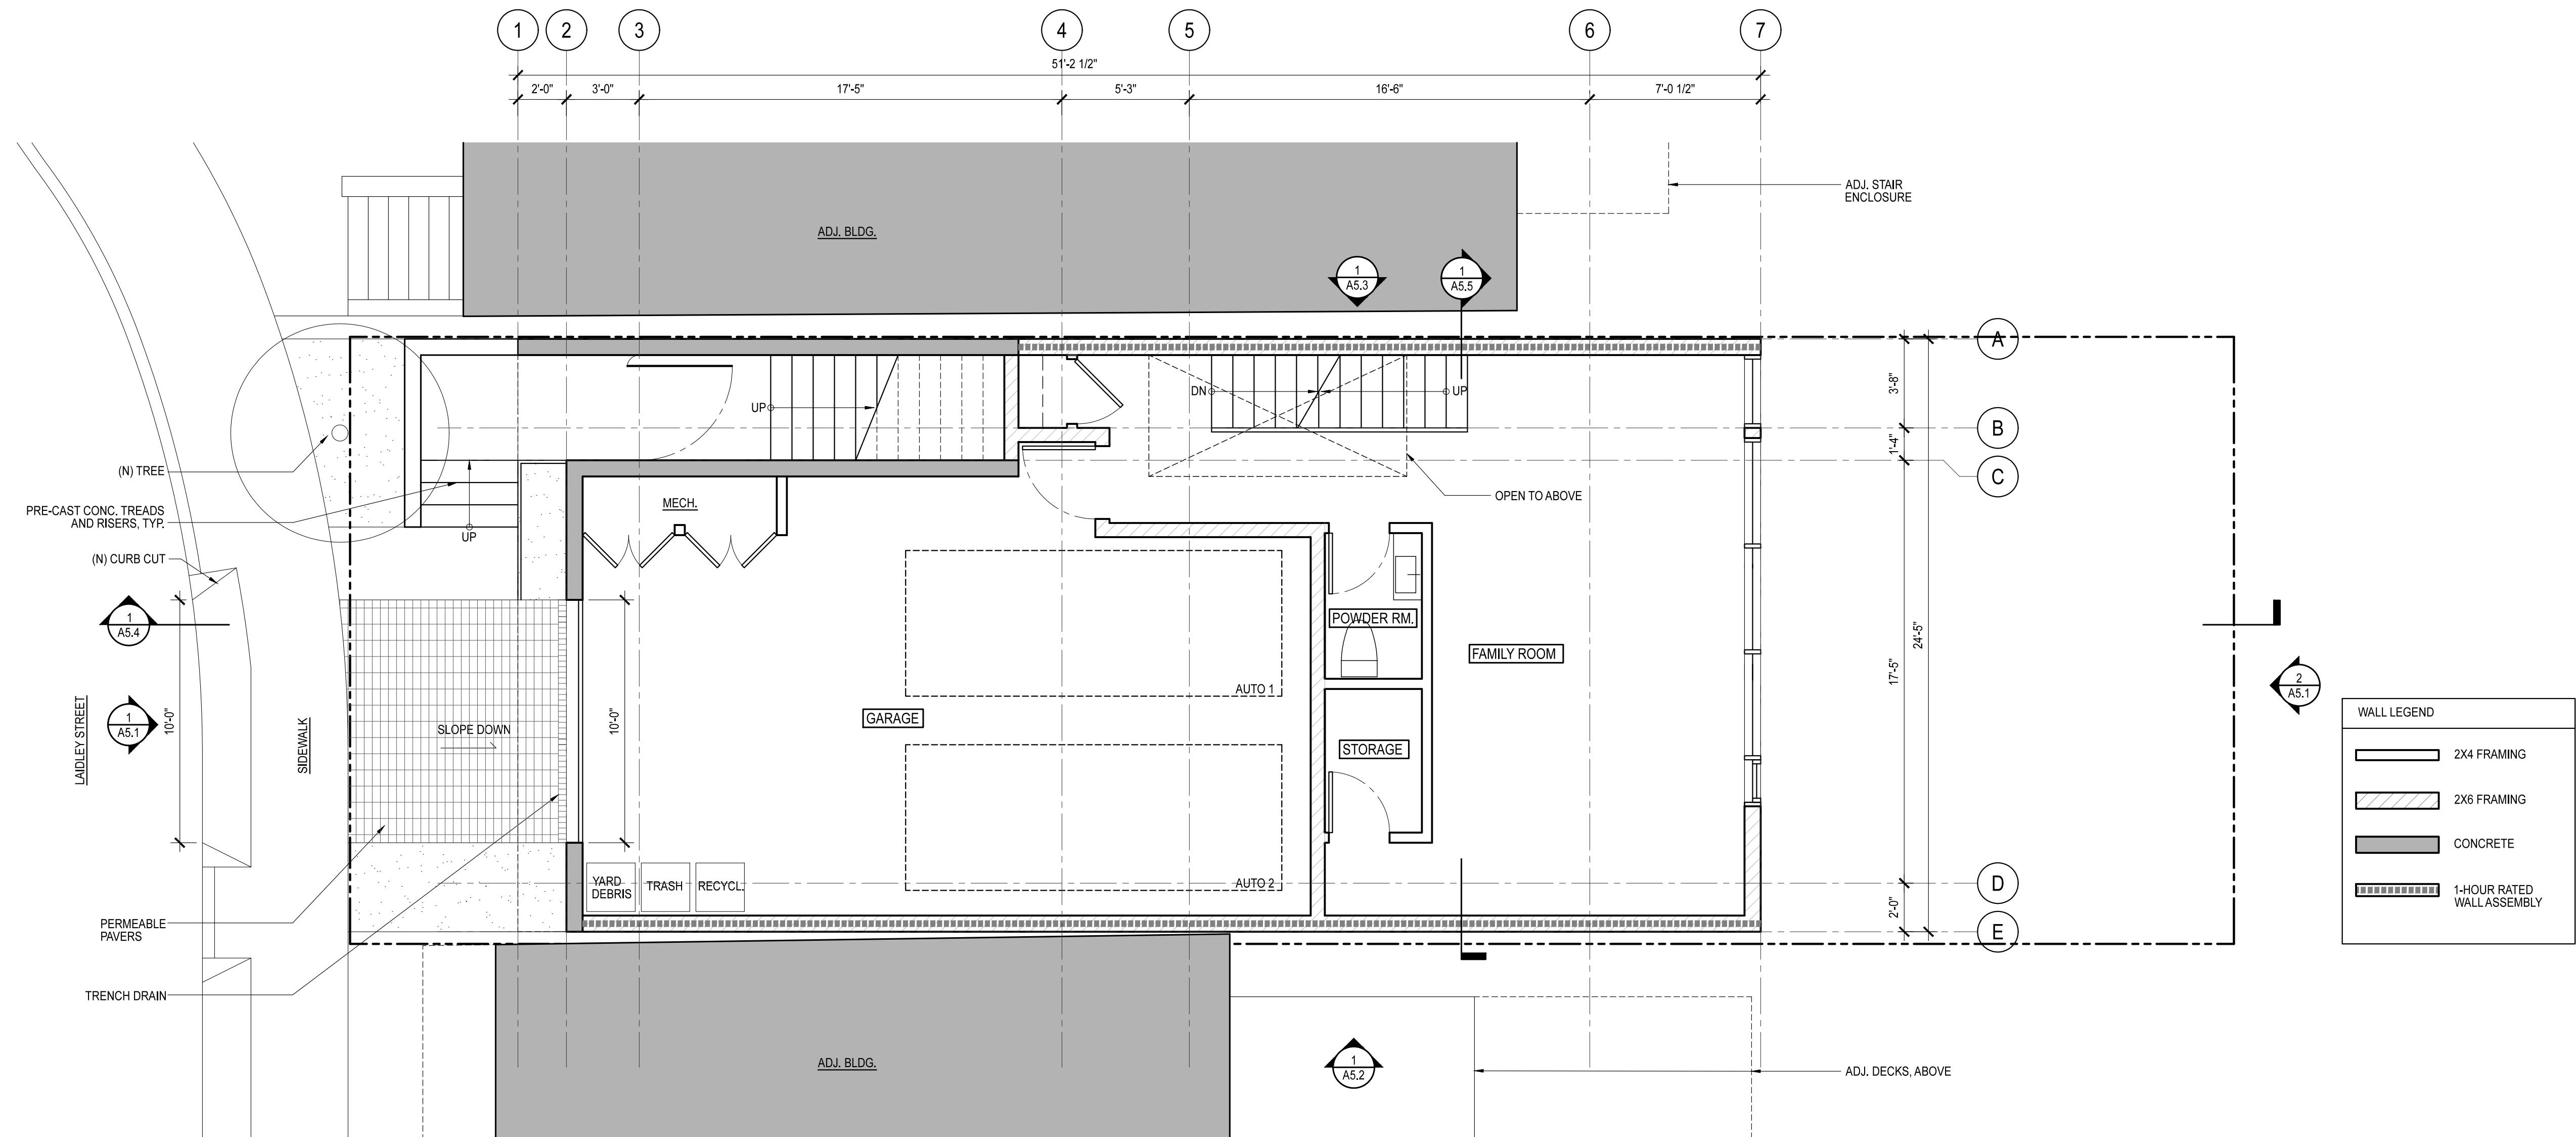 1
2
3
4
5
6
7
51'-2 1/2"
2'-0"
3'-0"
17'-5"
5'-3"
16'-6"
7'-0 1/2"
ADJ. STAIR
ENCLOSURE
ADJ. BLDG.
1
A5.3
1
A5.5
A
3'-8"
B
1'-4"
C
UP
DN
UP
(N) TREE
PRE-CAST CONC. TREADS
AND RISERS, TYP.
UP
MECH.
OPEN TO ABOVE
(N) CURB CUT
1
A5.4
POWDER RM.
FAMILY ROOM
24'-5"
17'-5"
AUTO 1
2
A5.1
LAIDLEY STREET
1
A5.1
10'-0"
SIDEWALK
SLOPE DOWN
10'-0"
GARAGE
STORAGE
WALL LEGEND
2X4 FRAMING
2X6 FRAMING
CONCRETE
1-HOUR RATED
WALL ASSEMBLY
YARD
DEBRIS
TRASH
RECYCL.
AUTO 2
D
2'-0"
E
PERMEABLE
PAVERS
TRENCH DRAIN
ADJ. BLDG.
1
A5.2
ADJ. DECKS, ABOVE